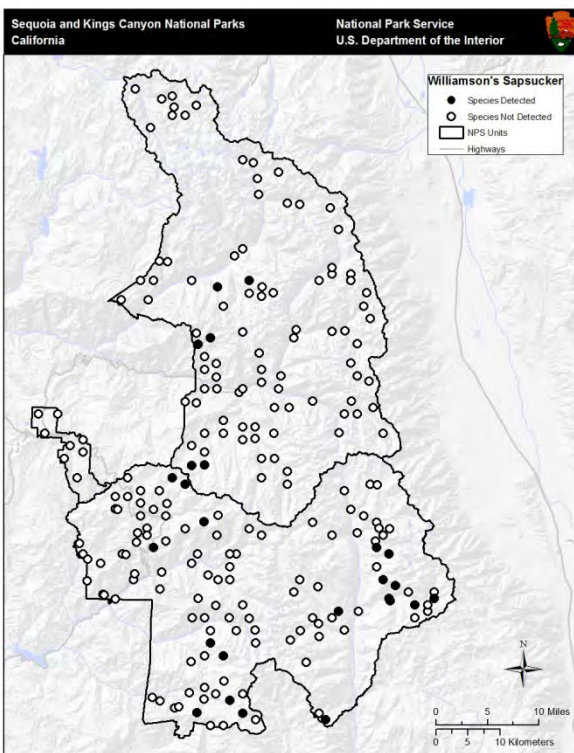 Sequoia and Kings Canyon National Parks
California
National Park Service
U.S. Department of the Interior
Williamson's Sapsucker
Species Detected
Species Not Detected
NPS Units
Highways
N
0 5 10 Miles
0 5 10 Kilometers